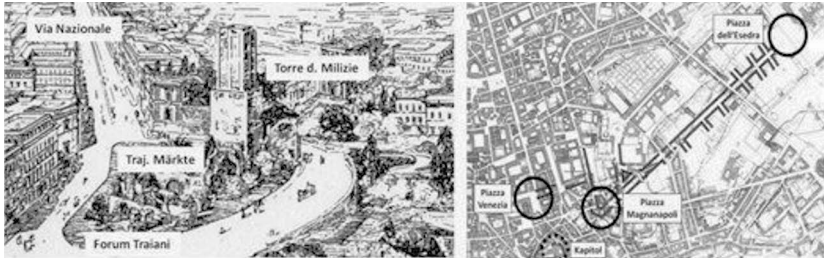 Via Nazionale
Torre d. Milizie
Traj. Märkte
Forum Traiani
Piazza
dell'Esedra
Piazza
Venezia
Piazza
Magnanapoli
Kapitol